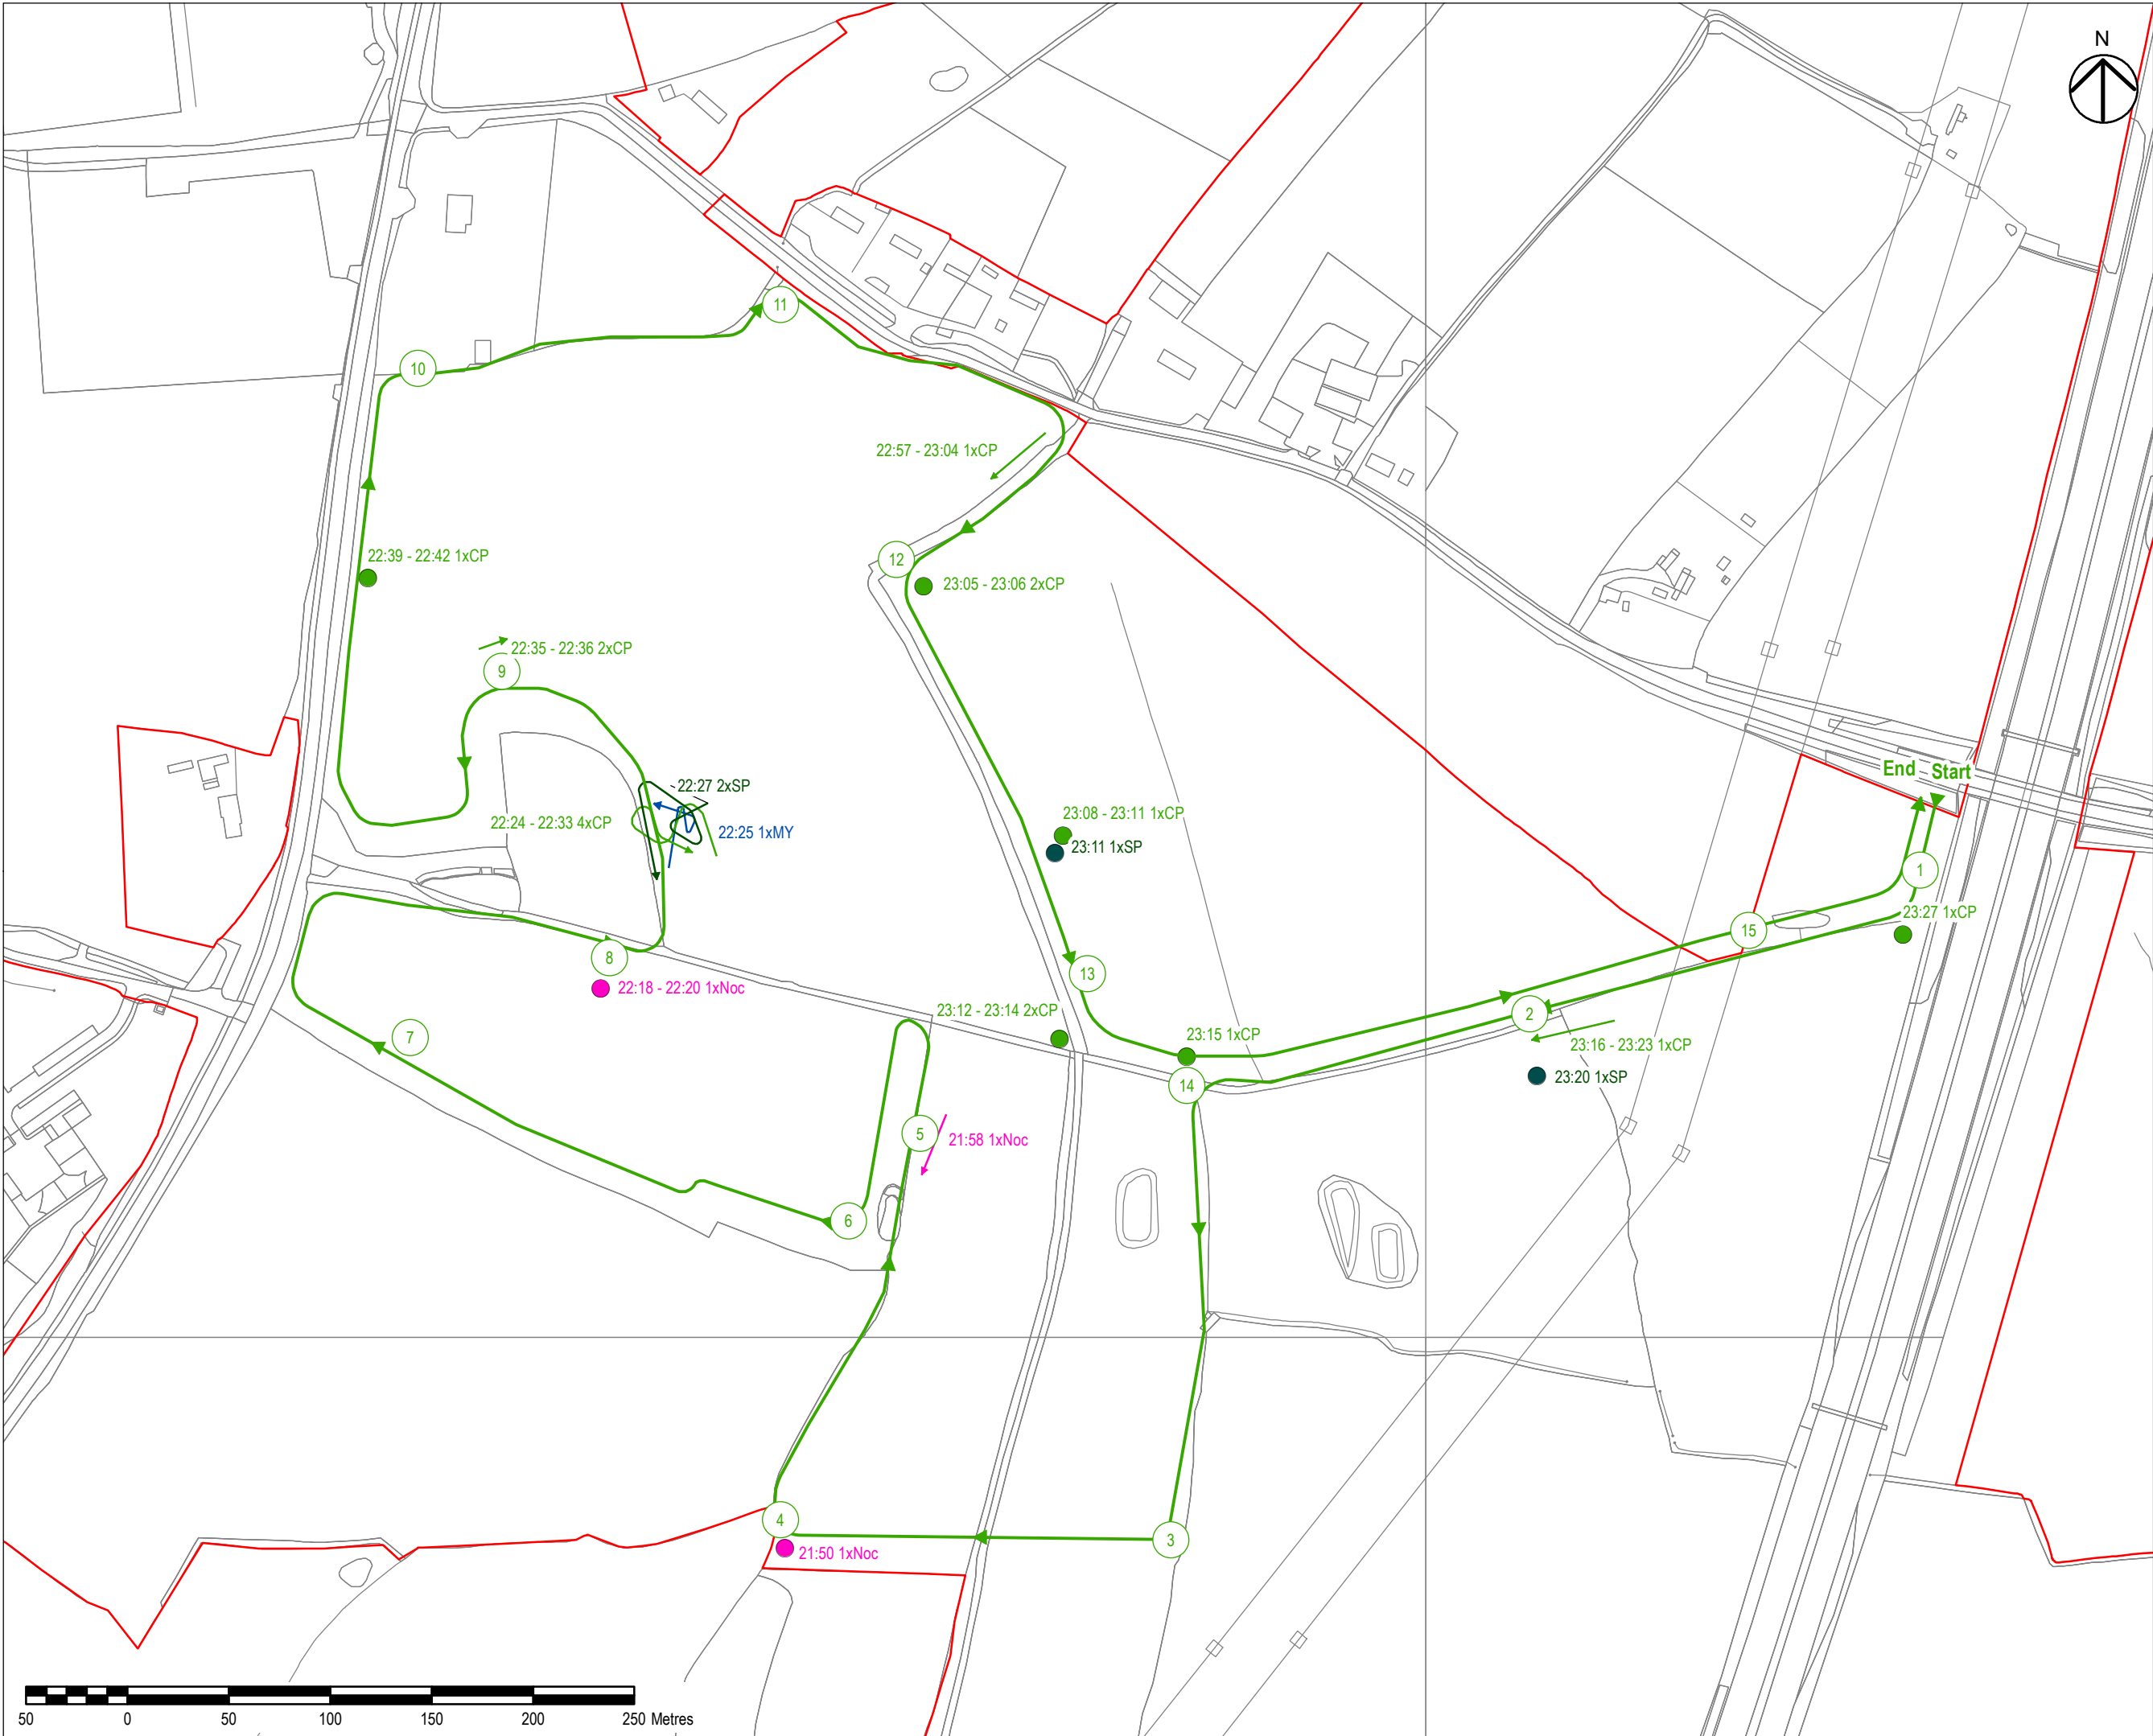 N
11
10
22:57 - 23:04 1xCP
22:39 - 22:42 1xCP
12
23:05 - 23:06 2xCP
22:35 - 22:36 2xCP
9
End Start
22:27 2xSP
22:24 - 22:33 4xCP
22:25 1xMY
23:08 - 23:11 1xCP
23:11 1xSP
1
23:27 1xCP
15
8
22:18 - 22:20 1xNoc
13
23:12 - 23:14 2xCP
2
7
23:15 1xCP
23:16 - 23:23 1xCP
14
23:20 1xSP
5
21:58 1xNoc
6
4
3
21:50 1xNoc
50 0 50 100 150 200 250 Metres